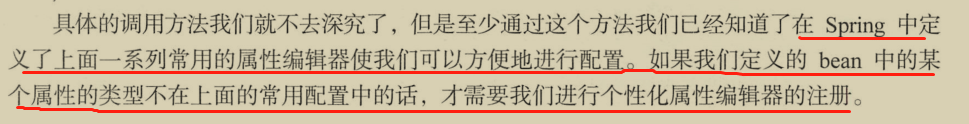 具体的调用方法我们就不去深究了，但是至少通过这个方法我们已经知道了在 Spring 中定
义了上面一系列常用的属性编辑器使我们可以方便地进行配置。如果我们定义的 bean 中的某
个属性的类型不在上面的常用配置中的话，才需要我们进行个性化属性编辑器的注册。